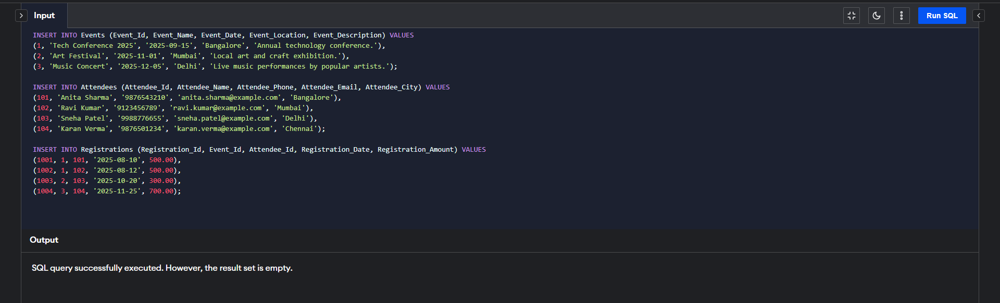 Input
Run SQL
INSERT INTO Events (Event_Id, Event_Name, Event_Date, Event_Location, Event_Description) VALUES
(1, 'Tech Conference 2025', '2025-09-15', 'Bangalore', 'Annual technology conference.'),
(2, 'Art Festival', '2025-11-01', 'Mumbai', 'Local art and craft exhibition.'),
(3, 'Music Concert', '2025-12-05', 'Delhi', 'Live music performances by popular artists.');
INSERT INTO Attendees (Attendee_Id, Attendee_Name, Attendee_Phone, Attendee_Email, Attendee_City) VALUES
(101, 'Anita Sharma', '9876543210', 'anita.sharma@example.com', 'Bangalore'),
(102, 'Ravi Kumar', '9123456789', 'ravi.kumar@example.com', 'Mumbai'),
(103, 'Sneha Patel', '9988776655', 'sneha.patel@example.com', 'Delhi'),
(104, 'Karan Verma', '9876501234', 'karan.verma@example.com', 'Chennai');
INSERT INTO Registrations (Registration_Id, Event_Id, Attendee_Id, Registration_Date, Registration_Amount) VALUES
(1001, 1, 101, '2025-08-10', 500.00),
(1002, 1, 102, '2025-08-12', 500.00),
(1003, 2, 103, '2025-10-20', 300.00),
(1004, 3, 104, '2025-11-25', 700.00);
Output
SQL query successfully executed. However, the result set is empty.